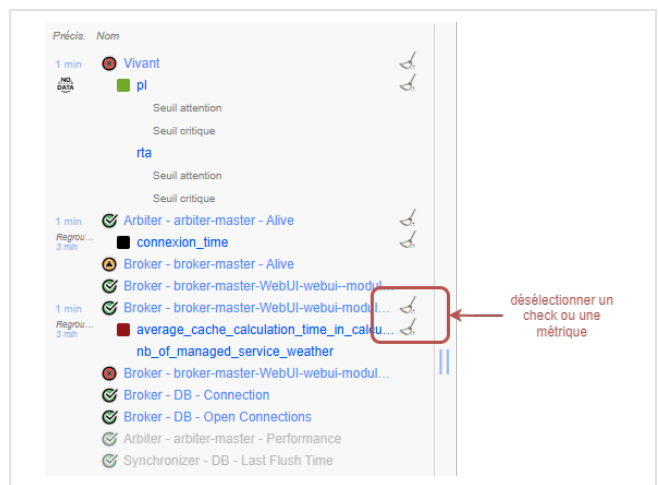 Précis. Nom
1 min Vivant
NO DATA pl
Seuil attention
Seuil critique
rta
Seuil attention
Seuil critique
1 min Arbiter - arbiter-master - Alive
Regrou... connexion_time
3 min
Broker - broker-master - Alive
Broker - broker-master-WebUI-webui--modul...
1 min Broker - broker-master-WebUI-webui-modul...
Regrou... average_cache_calculation_time_in_calcu...
3 min
nb_of_managed_service_weather
Broker - broker-master-WebUI-webui-modul...
Broker - DB - Connection
Broker - DB - Open Connections
Arbiter - arbiter-master - Performance
Synchronizer - DB - Last Flush Time
désélectionner un
check ou une
métrique